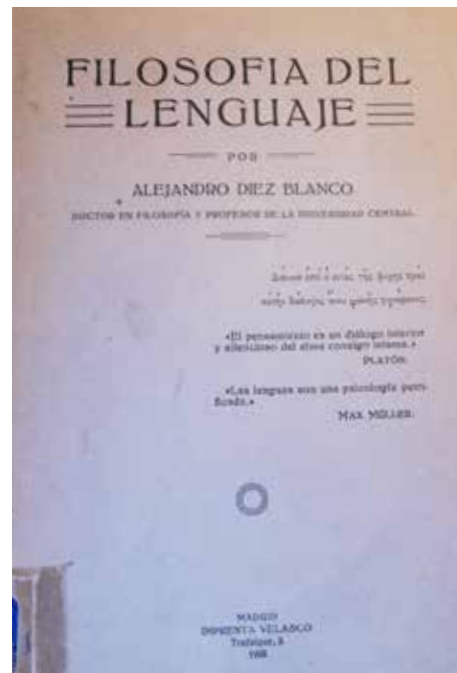 FILOSOFIA DEL
LENGUAJE
POR
ALEJANDRO DIEZ BLANCO
DOCTOR EN FILOSOFÍA Y PROFESOR DE LA UNIVERSIDAD CENTRAL
«El pensamiento es un diálogo interior
y silencioso del alma consigo misma.»
PLATÓN.
«Las lenguas son una psicología petri-
ficada.»
MAX MÜLLER.
MADRID
IMPRENTA VELASCO
Trafalgar,